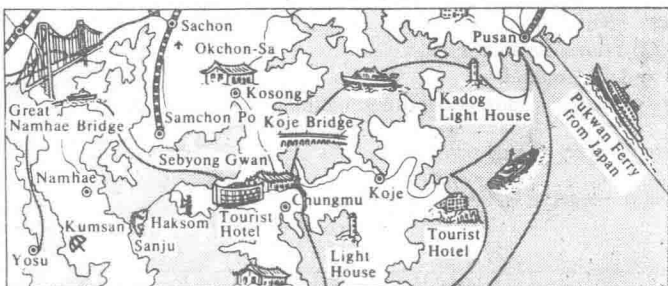 Sachon
Okchon-Sa
Pusan
Great
Namhae Bridge
Kosong
Samchon Po
Koje Bridge
Kadog
Light House
Pukwan Ferry
from Japan
Sebyong Gwan
Namhae
Haksom
Tourist
Hotel
Chungmu
Koje
Tourist
Hotel
Kumsan
Sanju
Yosu
Light
House